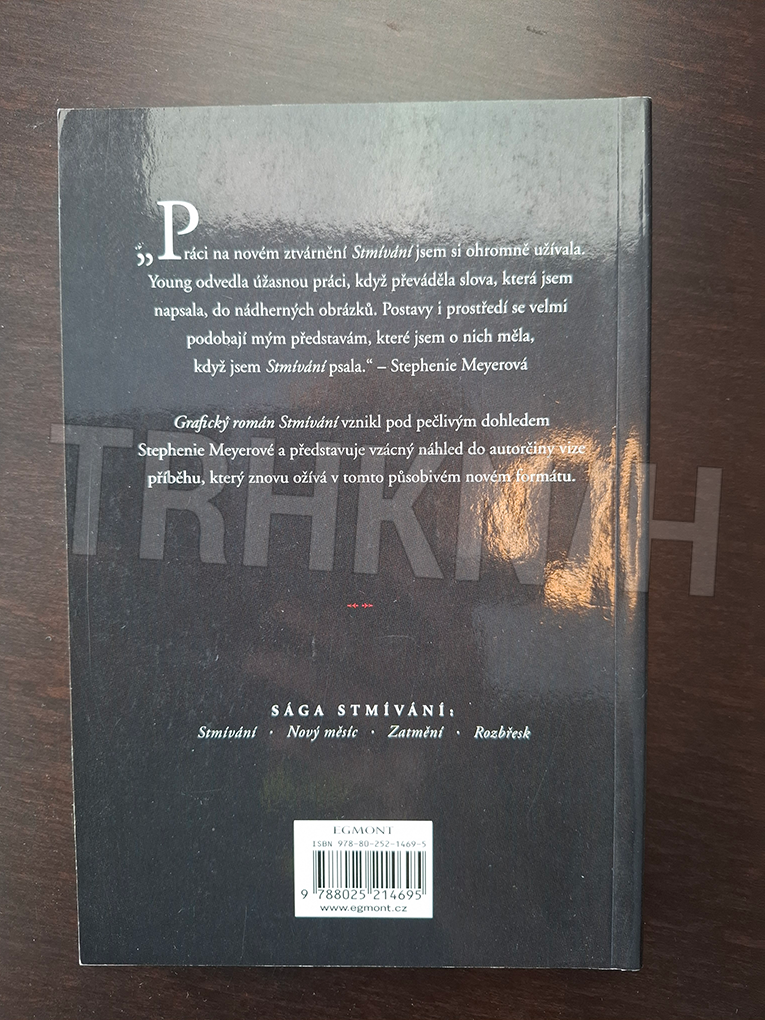 „Práci na novém ztvárnění Stmívání jsem si ohromně užívala.
Young odvedla úžasnou práci, když převáděla slova, která jsem
napsala, do nádherných obrázků. Postavy i prostředí se velmi
podobají mým představám, které jsem o nich měla,
když jsem Stmívání psala.“ – Stephenie Meyerová
Grafický román Stmívání vznikl pod pečlivým dohledem
Stephenie Meyerové a představuje vzácný náhled do autorčiny vize
příběhu, který znovu ožívá v tomto působivém novém formátu.
TRHKNIH
SÁGA STMÍVÁNÍ:
Stmívání · Nový měsíc · Zatmění · Rozbřesk
EGMONT
ISBN 978-80-252-1469-5
9 788025 214695
www.egmont.cz